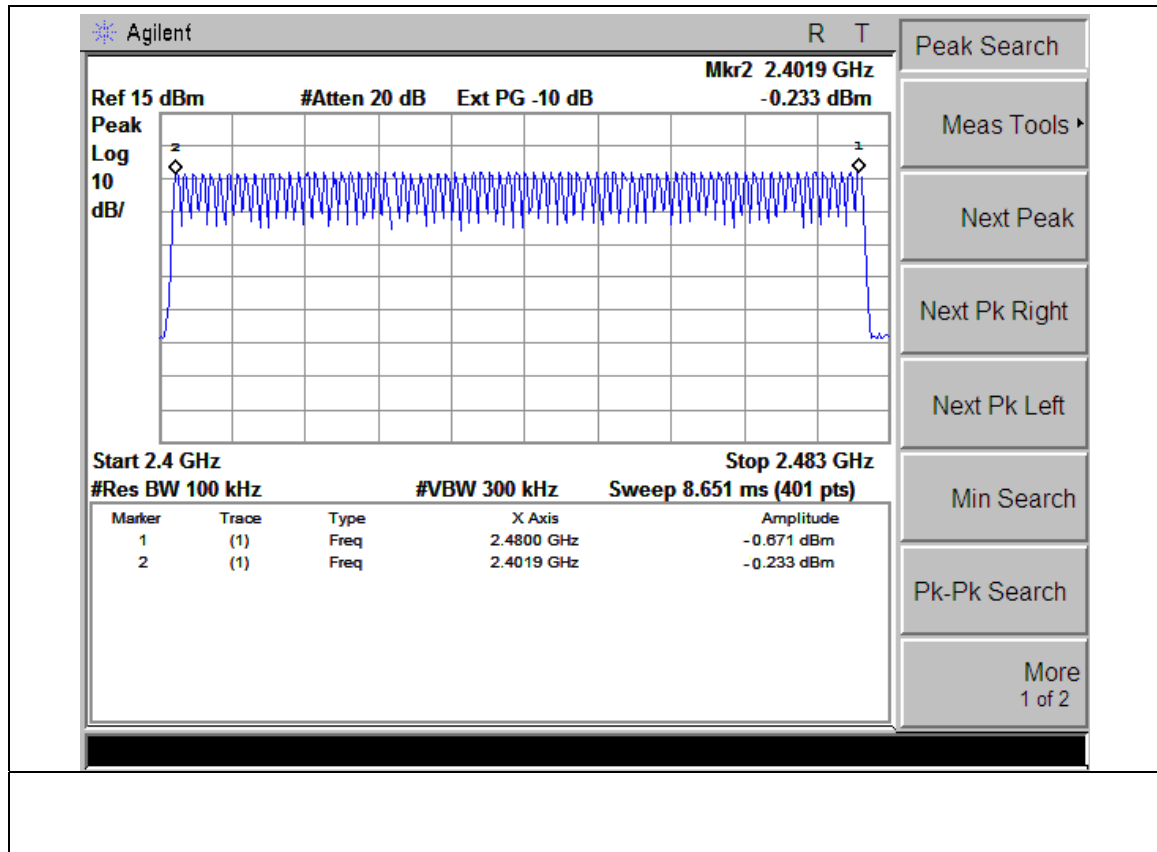 Agilent
R T
Mkr2 2.4019 GHz
Ref 15 dBm #Atten 20 dB Ext PG -10 dB -0.233 dBm
Peak
Log
10
dB/
2
1
Start 2.4 GHz Stop 2.483 GHz
#Res BW 100 kHz #VBW 300 kHz Sweep 8.651 ms (401 pts)
Marker Trace Type X Axis Amplitude
1 (1) Freq 2.4800 GHz -0.671 dBm
2 (1) Freq 2.4019 GHz -0.233 dBm
Peak Search
Meas Tools
Next Peak
Next Pk Right
Next Pk Left
Min Search
Pk-Pk Search
More
1 of 2